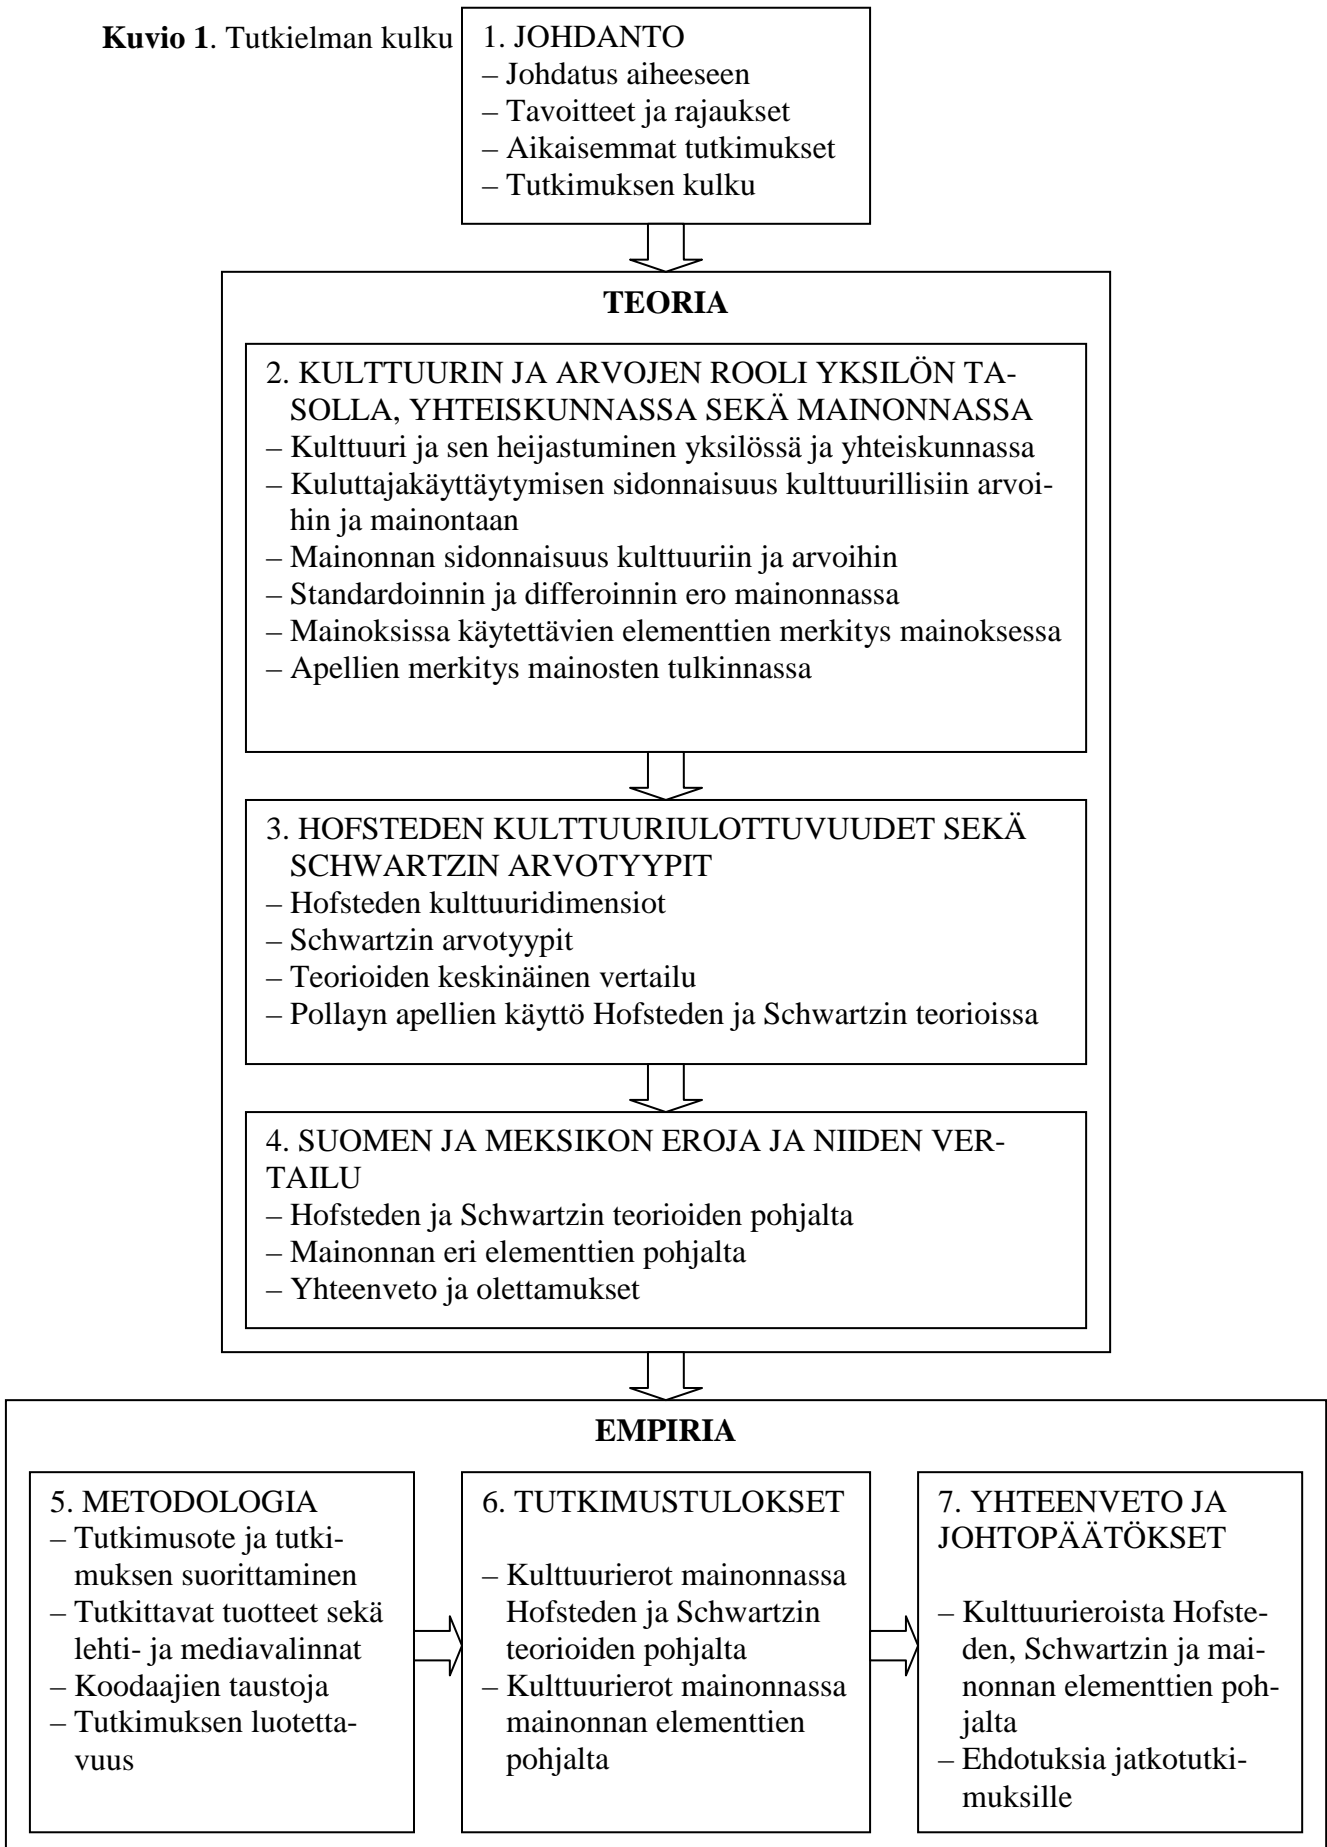 Kuvio 1. Tutkielman kulku
1. JOHDANTO
– Johdatus aiheeseen
– Tavoitteet ja rajaukset
– Aikaisemmat tutkimukset
– Tutkimuksen kulku
TEORIA
2. KULTTUURIN JA ARVOJEN ROOLI YKSILÖN TA-
SOLLA, YHTEISKUNNASSA SEKÄ MAINONNASSA
– Kulttuuri ja sen heijastuminen yksilössä ja yhteiskunnassa
– Kuluttajakäyttäytymisen sidonnaisuus kulttuurillisiin arvoi-
hin ja mainontaan
– Mainonnan sidonnaisuus kulttuuriin ja arvoihin
– Standardoinnin ja differoinnin ero mainonnassa
– Mainoksissa käytettävien elementtien merkitys mainoksessa
– Apellien merkitys mainosten tulkinnassa
3. HOFSTEDEN KULTTUURIULOTTUVUUDET SEKÄ
SCHWARTZIN ARVOTYYPIT
– Hofsteden kulttuuridimensiot
– Schwartzin arvotyypit
– Teorioiden keskinäinen vertailu
– Pollayn apellien käyttö Hofsteden ja Schwartzin teorioissa
4. SUOMEN JA MEKSIKON EROJA JA NIIDEN VER-
TAILU
– Hofsteden ja Schwartzin teorioiden pohjalta
– Mainonnan eri elementtien pohjalta
– Yhteenveto ja olettamukset
EMPIRIA
5. METODOLOGIA
– Tutkimusote ja tutki-
muksen suorittaminen
– Tutkittavat tuotteet sekä
lehti- ja mediavalinnat
– Koodaajien taustoja
– Tutkimuksen luotetta-
vuus
6. TUTKIMUSTULOKSET
– Kulttuurierot mainonnassa
Hofsteden ja Schwartzin
teorioiden pohjalta
– Kulttuurierot mainonnassa
mainonnan elementtien
pohjalta
7. YHTEENVETO JA
JOHTOPÄÄTÖKSET
– Kulttuurieroista Hofste-
den, Schwartzin ja mai-
nonnan elementtien poh-
jalta
– Ehdotuksia jatkotutki-
muksille